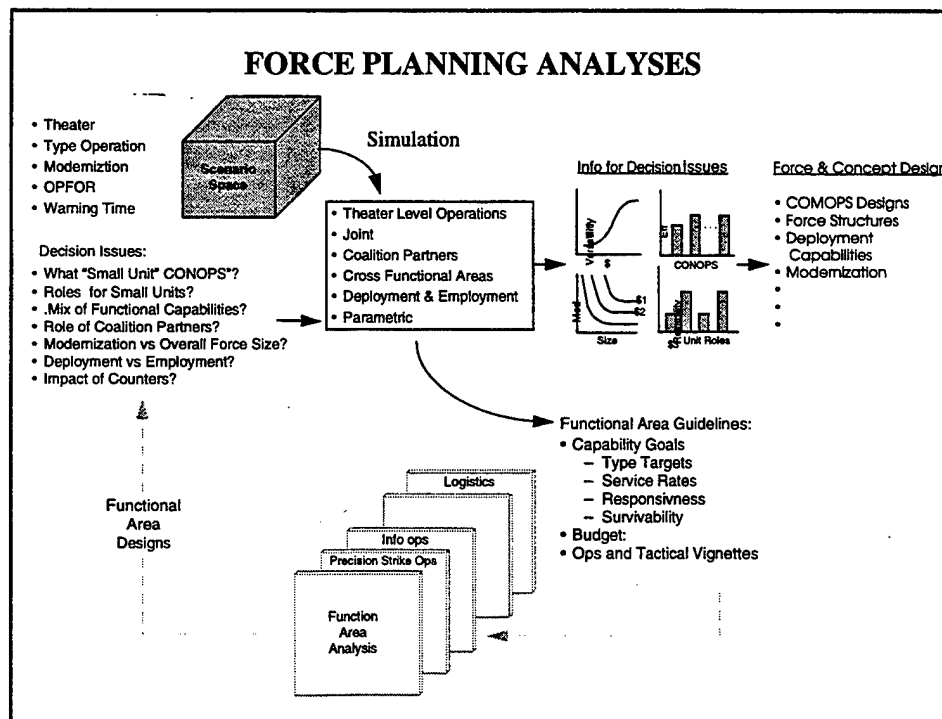 FORCE PLANNING ANALYSES
• Theater
• Type Operation
• Moderniztion
• OPFOR
• Warning Time
Scenario
Space
Simulation
Decision Issues:
• What "Small Unit" CONOPS"?
• Roles for Small Units?
• .Mix of Functional Capabilities?
• Role of Coalition Partners?
• Modernization vs Overall Force Size?
• Deployment vs Employment?
• Impact of Counters?
• Theater Level Operations
• Joint
• Coalition Partners
• Cross Functional Areas
• Deployment & Employment
• Parametric
Info for Decision Issues
$
Eff
CONOPS
Mod
$1
Size
Unit Roles
Force & Concept Design
• COMOPS Designs
• Force Structures
• Deployment
Capabilities
• Modernization
•
•
•
Functional Area Guidelines:
• Capability Goals
– Type Targets
– Service Rates
– Responsivness
– Survivability
• Budget:
• Ops and Tactical Vignettes
Functional
Area
Designs
Logistics
Info ops
Precision Strike Ops
Function
Area
Analysis